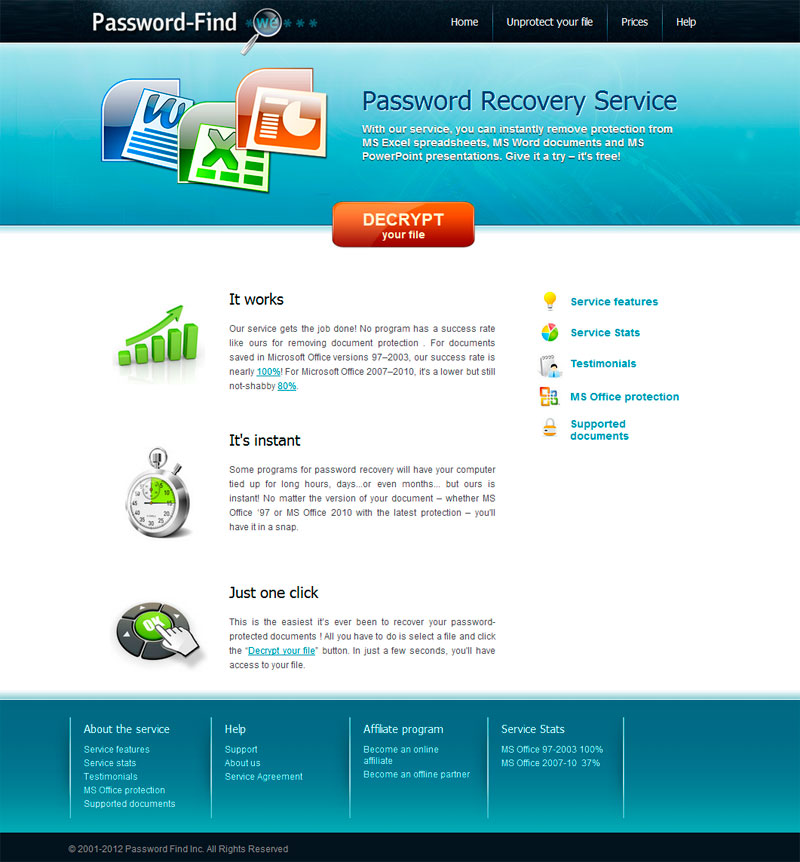 Password-Find we***
Home
Unprotect your file
Prices
Help
Password Recovery Service
With our service, you can instantly remove protection from
MS Excel spreadsheets, MS Word documents and MS
PowerPoint presentations. Give it a try – it's free!
DECRYPT
your file
It works
Our service gets the job done! No program has a success rate
like ours for removing document protection . For documents
saved in Microsoft Office versions 97–2003, our success rate is
nearly 100%! For Microsoft Office 2007–2010, it's a lower but still
not-shabby 80%.
Service features
Service Stats
Testimonials
MS Office protection
Supported
documents
It's instant
Some programs for password recovery will have your computer
tied up for long hours, days...or even months... but ours is
instant! No matter the version of your document – whether MS
Office '97 or MS Office 2010 with the latest protection – you'll
have it in a snap.
Just one click
This is the easiest it's ever been to recover your password-
protected documents ! All you have to do is select a file and click
the “Decrypt your file” button. In just a few seconds, you'll have
access to your file.
OK
About the service
Service features
Service stats
Testimonials
MS Office protection
Supported documents
Help
Support
About us
Service Agreement
Affiliate program
Become an online
affiliate
Become an offline partner
Service Stats
MS Office 97-2003 100%
MS Office 2007-10 37%
© 2001-2012 Password Find Inc. All Rights Reserved